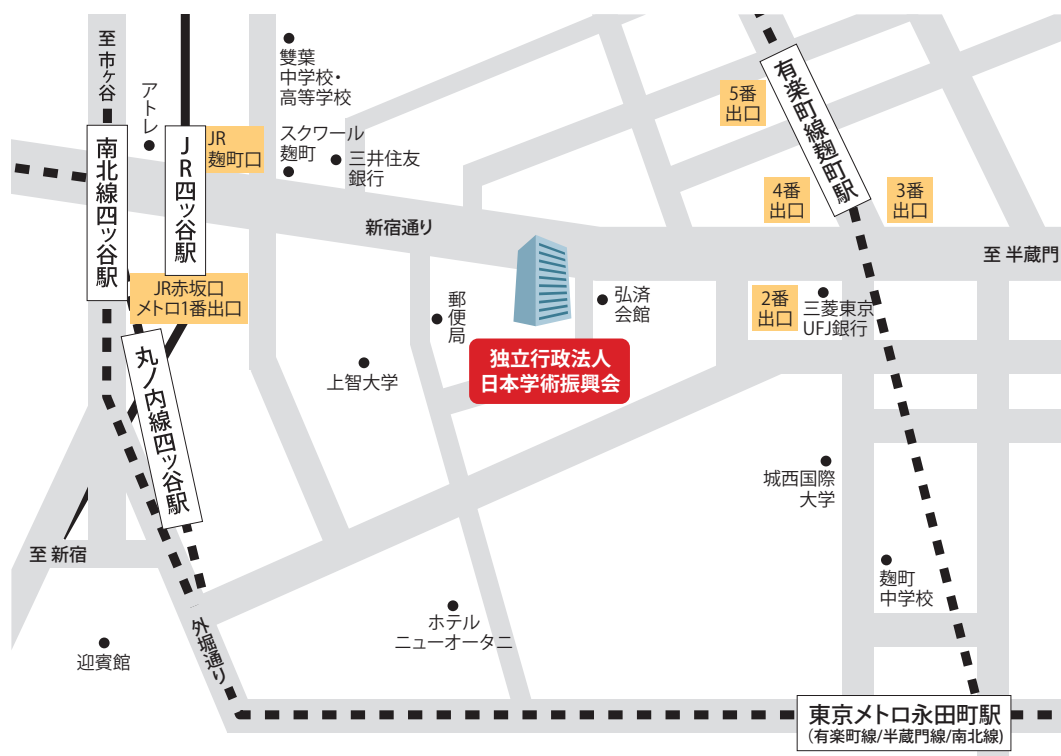 至 市ヶ谷
アトレ
雙葉
中学校・
高等学校
南北線四ッ谷駅
JR四ッ谷駅
JR
麹町口
スクワール
麹町
三井住友
銀行
有楽町線麹町駅
5番
出口
4番
出口
3番
出口
新宿通り
至 半蔵門
JR赤坂口
メトロ1番出口
郵便局
弘済
会館
2番
出口
三菱東京
UFJ銀行
独立行政法人
日本学術振興会
上智大学
丸ノ内線四ッ谷駅
城西国際
大学
至 新宿
麹町
中学校
外堀通り
ホテル
ニューオータニ
迎賓館
東京メトロ永田町駅
（有楽町線/半蔵門線/南北線）